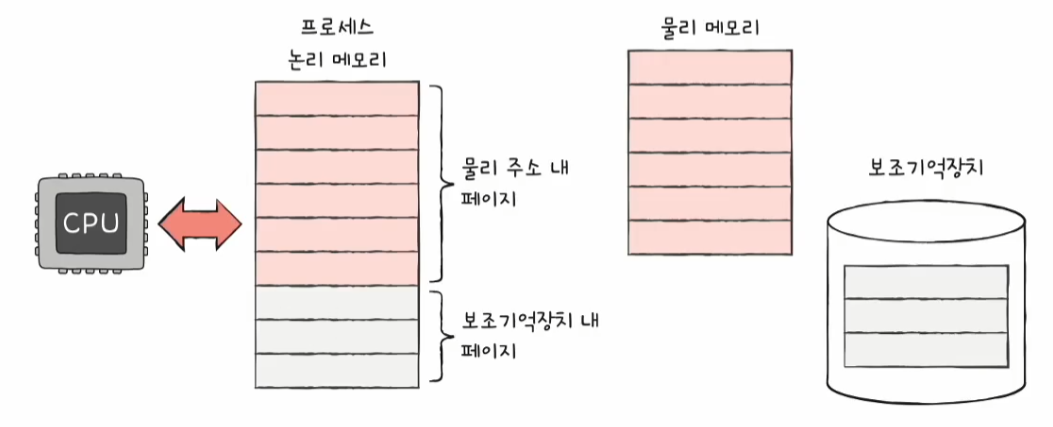 프로세스
논리 메모리
물리 메모리
물리 주소 내
페이지
보조기억장치
CPU
보조기억장치 내
페이지